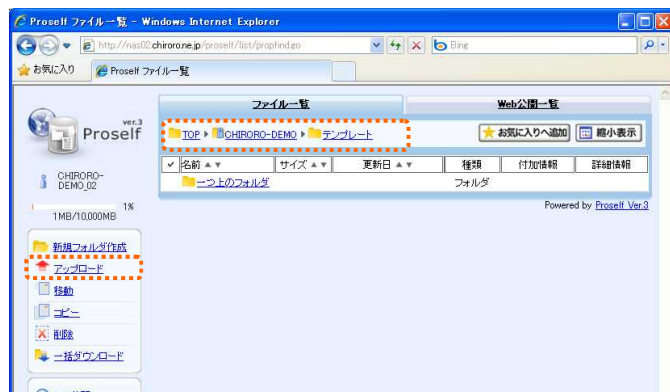 Proself ファイル一覧 - Windows Internet Explorer
http://nas02.chirorone.jp/proself/list/propfind.go
Bing
お気に入り
Proself ファイル一覧
ver.3
Proself
CHIRORO-DEMO_02
1%
1MB/10,000MB
新規フォルダ作成
アップロード
移動
コピー
削除
一括ダウンロード
ファイル一覧
Web公開一覧
TOP
CHIRORO-DEMO
テンプレート
お気に入りへ追加
縮小表示
名前
サイズ
更新日
種類
付加情報
詳細情報
一つ上のフォルダ
フォルダ
Powered by Proself Ver.3